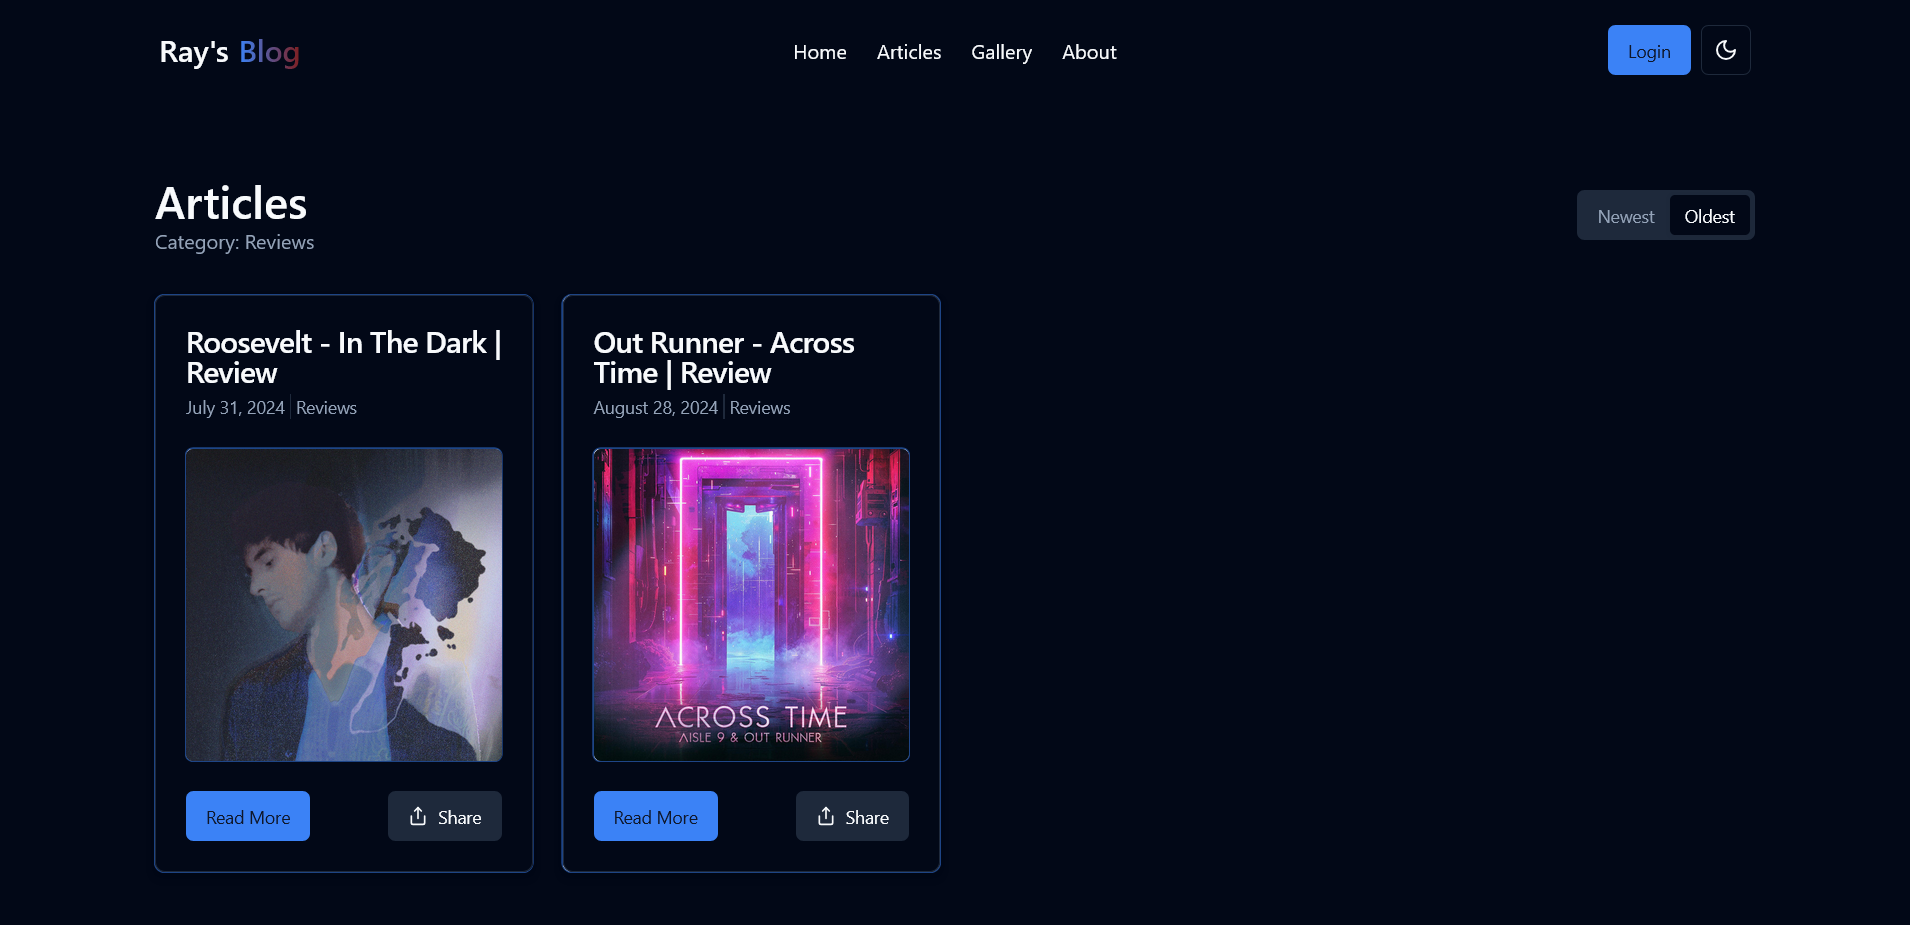 Ray's Blog
Home Articles Gallery About
Login
Articles
Category: Reviews
Newest Oldest
Roosevelt - In The Dark |
Review
July 31, 2024 Reviews
Read More Share
Out Runner - Across
Time | Review
August 28, 2024 Reviews
ACROSS TIME
AISLE 9 & OUT RUNNER
Read More Share